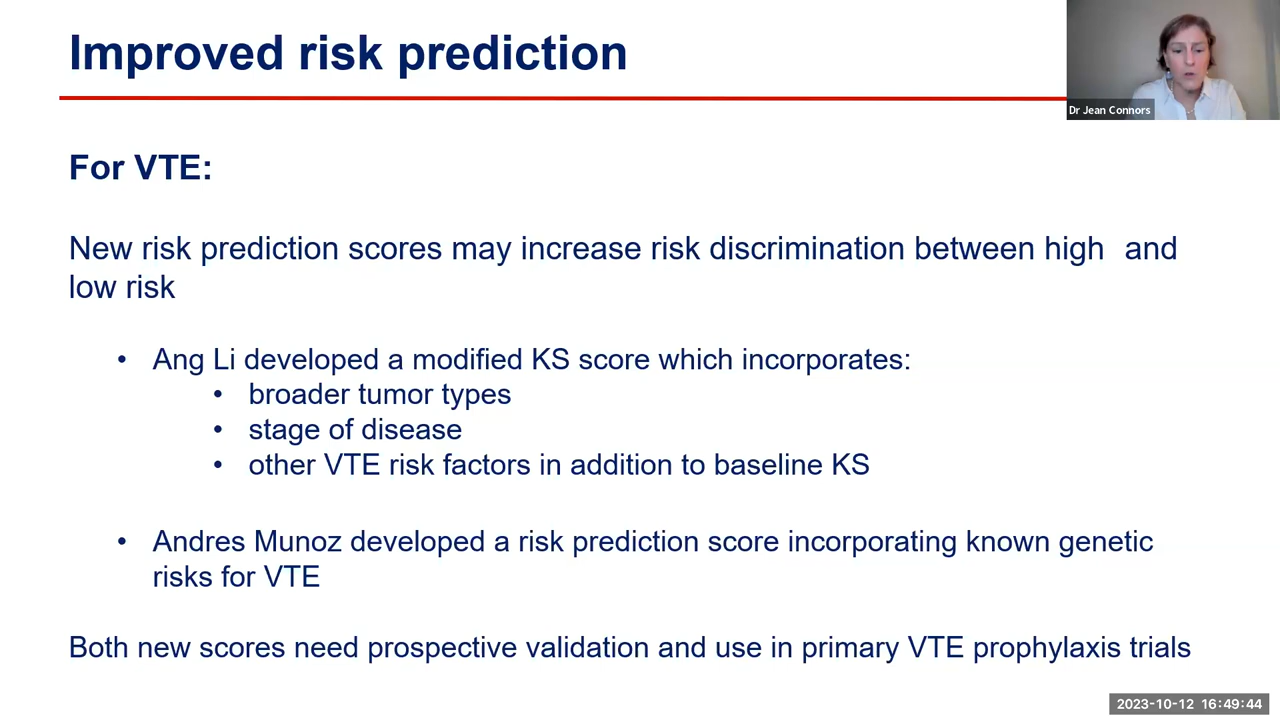 Improved risk prediction
Dr Jean Connors
For VTE:
New risk prediction scores may increase risk discrimination between high and
low risk
• Ang Li developed a modified KS score which incorporates:
• broader tumor types
• stage of disease
• other VTE risk factors in addition to baseline KS
• Andres Munoz developed a risk prediction score incorporating known genetic
risks for VTE
Both new scores need prospective validation and use in primary VTE prophylaxis trials
2023-10-12 16:49:44